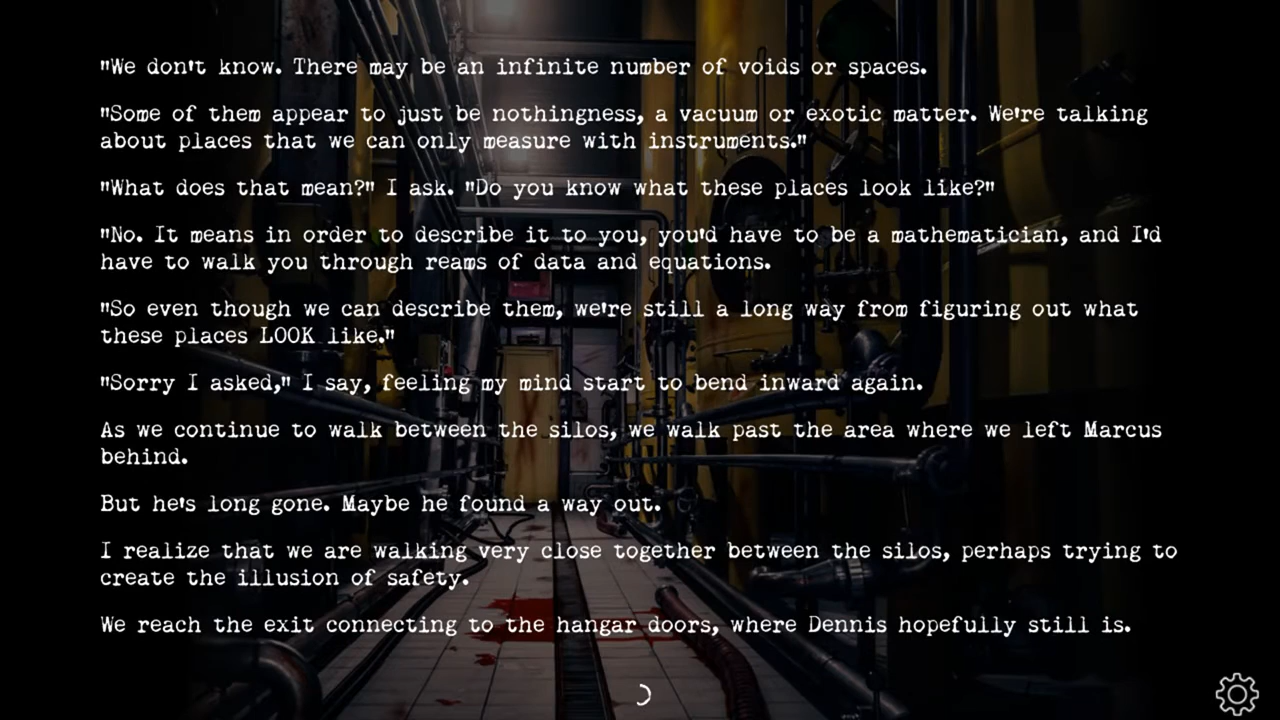 "We don't know. There may be an infinite number of voids or spaces.
"Some of them appear to just be nothingness, a vacuum or exotic matter. We're talking
about places that we can only measure with instruments."
"What does that mean?" I ask. "Do you know what these places look like?"
"No. It means in order to describe it to you, you'd have to be a mathematician, and I'd
have to walk you through reams of data and equations.
"So even though we can describe them, we're still a long way from figuring out what
these places LOOK like."
"Sorry I asked," I say, feeling my mind start to bend inward again.
As we continue to walk between the silos, we walk past the area where we left Marcus
behind.
But he's long gone. Maybe he found a way out.
I realize that we are walking very close together between the silos, perhaps trying to
create the illusion of safety.
We reach the exit connecting to the hangar doors, where Dennis hopefully still is.